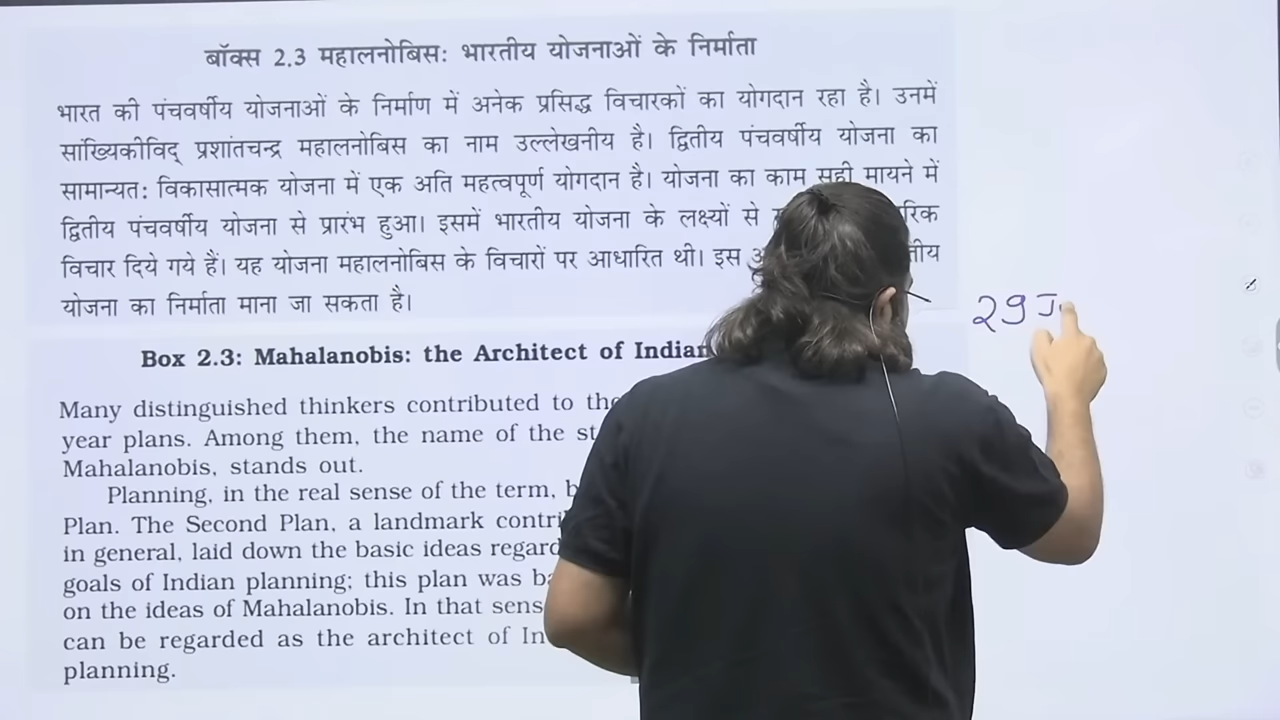 बॉक्स 2.3 महालनोबिस: भारतीय योजनाओं के निर्माता
भारत की पंचवर्षीय योजनाओं के निर्माण में अनेक प्रसिद्ध विचारकों का योगदान रहा है। उनमें
सांख्यिकीविद् प्रशांतचन्द्र महालनोबिस का नाम उल्लेखनीय है। द्वितीय पंचवर्षीय योजना का
सामान्यत: विकासात्मक योजना में एक अति महत्वपूर्ण योगदान है। योजना का काम सही मायने में
द्वितीय पंचवर्षीय योजना से प्रारंभ हुआ। इसमें भारतीय योजना के लक्ष्यों से
विचार दिये गये हैं। यह योजना महालनोबिस के विचारों पर आधारित थी। इस
योजना का निर्माता माना जा सकता है।
29 J
Box 2.3: Mahalanobis: the Architect of Indian
Many distinguished thinkers contributed to the
year plans. Among them, the name of the
Mahalanobis, stands out.
Planning, in the real sense of the term,
Plan. The Second Plan, a landmark
in general, laid down the basic ideas
goals of Indian planning; this plan was
on the ideas of Mahalanobis. In that
can be regarded as the architect of
planning.